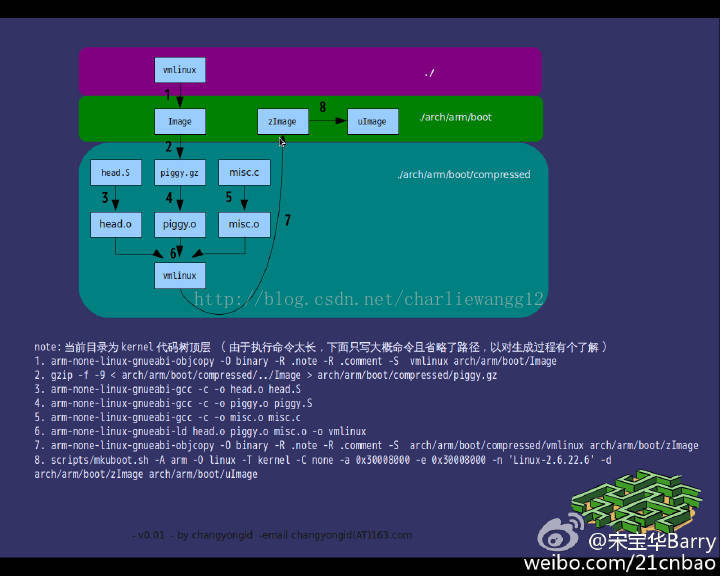 vmlinux
./
1
Image
zImage
8
uImage
./arch/arm/boot
2
head.S
piggy.gz
misc.c
./arch/arm/boot/compressed
3
4
5
head.o
piggy.o
misc.o
7
6
vmlinux
http://blog.csdn.net/charliewangg12
note: 当前目录为 kernel 代码树顶层 ( 由于执行命令太长，下面只写大概命令且省略了路径，以对生成过程有个了解 )
1. arm-none-linux-gnueabi-objcopy -O binary -R .note -R .comment -S vmlinux arch/arm/boot/Image
2. gzip -f -9 < arch/arm/boot/compressed/../Image > arch/arm/boot/compressed/piggy.gz
3. arm-none-linux-gnueabi-gcc -c -o head.o head.S
4. arm-none-linux-gnueabi-gcc -c -o piggy.o piggy.S
5. arm-none-linux-gnueabi-gcc -c -o misc.o misc.c
6. arm-none-linux-gnueabi-ld head.o piggy.o misc.o -o vmlinux
7. arm-none-linux-gnueabi-objcopy -O binary -R .note -R .comment -S arch/arm/boot/compressed/vmlinux arch/arm/boot/zImage
8. scripts/mkuboot.sh -A arm -O linux -T kernel -C none -a 0x30008000 -e 0x30008000 -n 'Linux-2.6.22.6' -d
arch/arm/boot/zImage arch/arm/boot/uImage
- v0.01 - by changyongid -email changyongid(AT)163.com
@宋宝华Barry
weibo.com/21cnbao